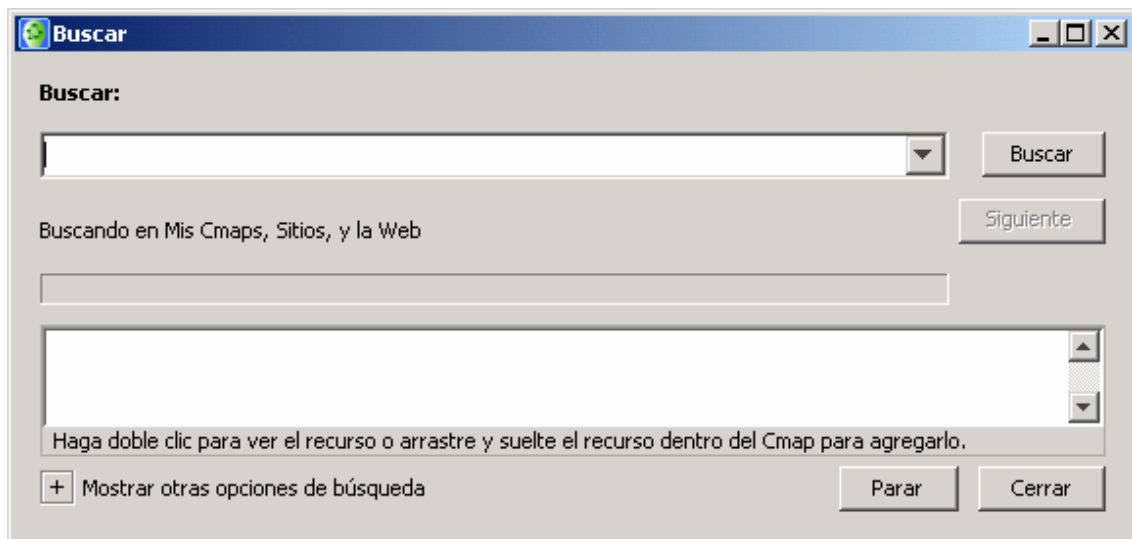 Buscar
Buscar:
Buscar
Buscando en Mis Cmaps, Sitios, y la Web
Siguiente
Haga doble clic para ver el recurso o arrastre y suelte el recurso dentro del Cmap para agregarlo.
+ Mostrar otras opciones de búsqueda
Parar
Cerrar